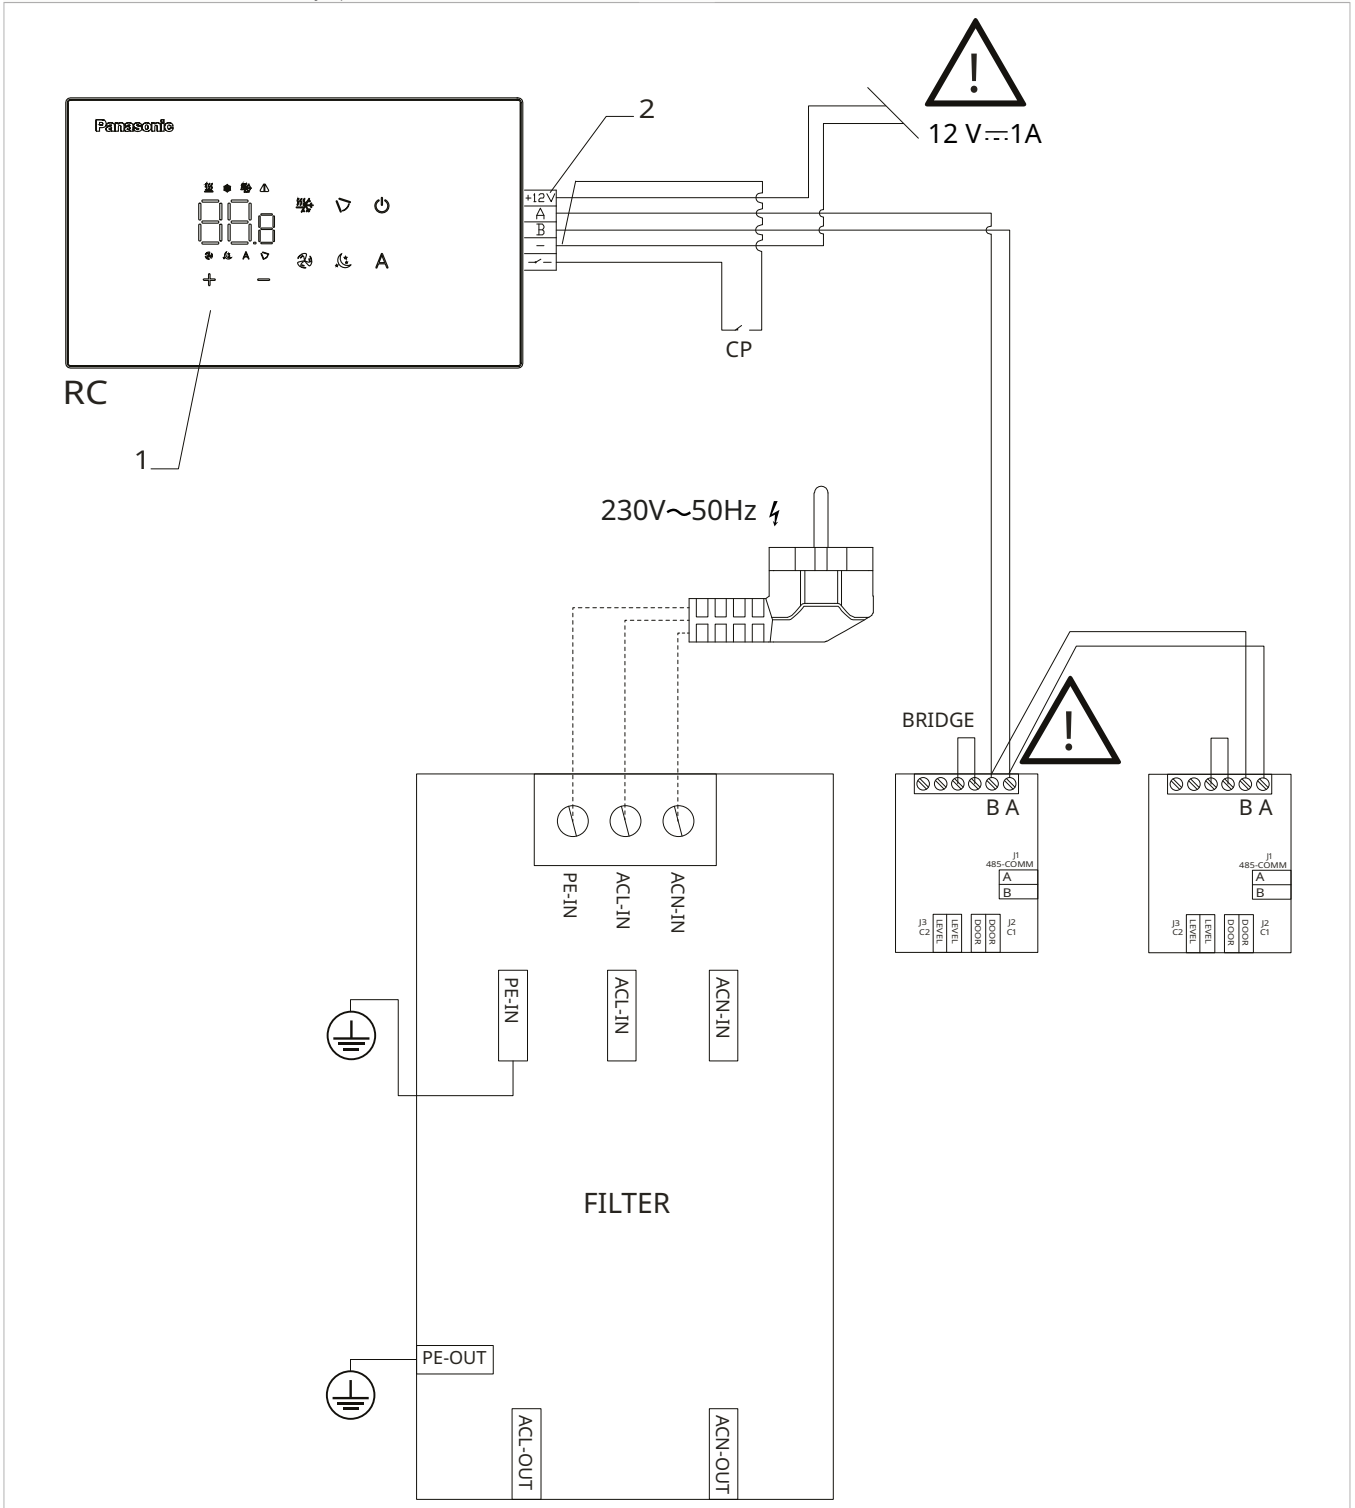 2
12 V⎓1A
Panasonic
+12V
A
B
−
88.8
A
A
+ −
CP
RC
1
230V～50Hz
BRIDGE
B A
B A
J1
485-COMM
A
B
J1
485-COMM
A
B
PE-IN
ACL-IN
ACN-IN
J3
C2
LEVEL
LEVEL
DOOR
DOOR
J2
C1
J3
C2
LEVEL
LEVEL
DOOR
DOOR
J2
C1
PE-IN
ACL-IN
ACN-IN
FILTER
PE-OUT
ACL-OUT
ACN-OUT